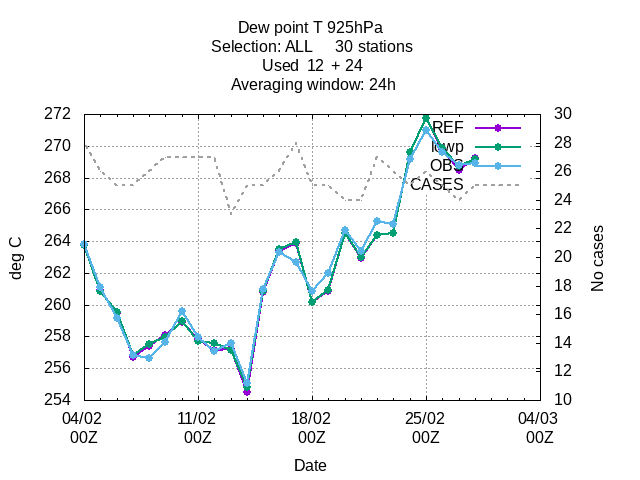 Dew point T 925hPa
Selection: ALL     30 stations
Used  12  + 24
Averaging window: 24h
272
270
268
266
264
262
260
258
256
254
30
28
26
24
22
20
18
16
14
12
10
REF
lowp
OBS
CASES
deg C
No cases
04/02 11/02 18/02 25/02 04/03
00Z 00Z 00Z 00Z 00Z
Date